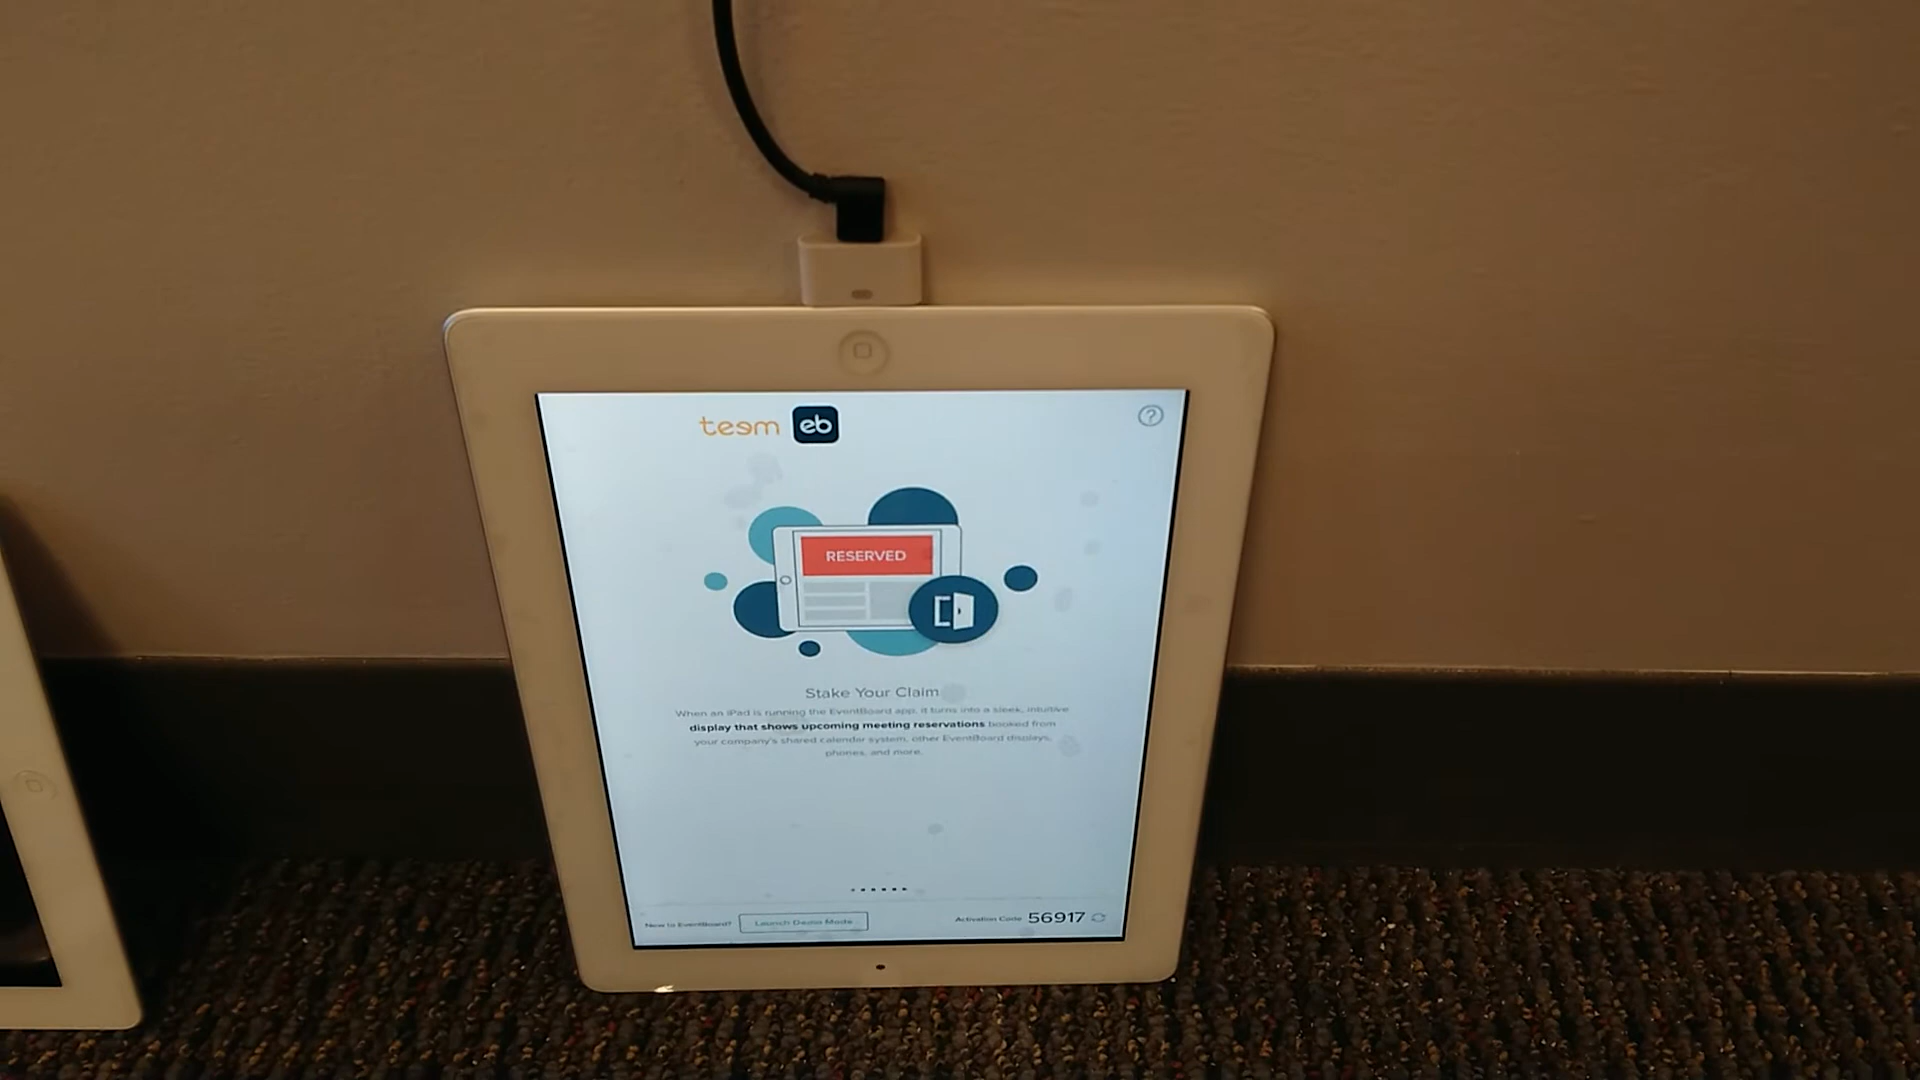 teem eb
RESERVED
Stake Your Claim
When an iPad is running the EventBoard app, it turns into a sleek, intuitive
display that shows upcoming meeting reservations booked from
your company's shared calendar system, other EventBoard displays,
phones, and more.
New to EventBoard? Launch Demo Mode Activation Code 56917